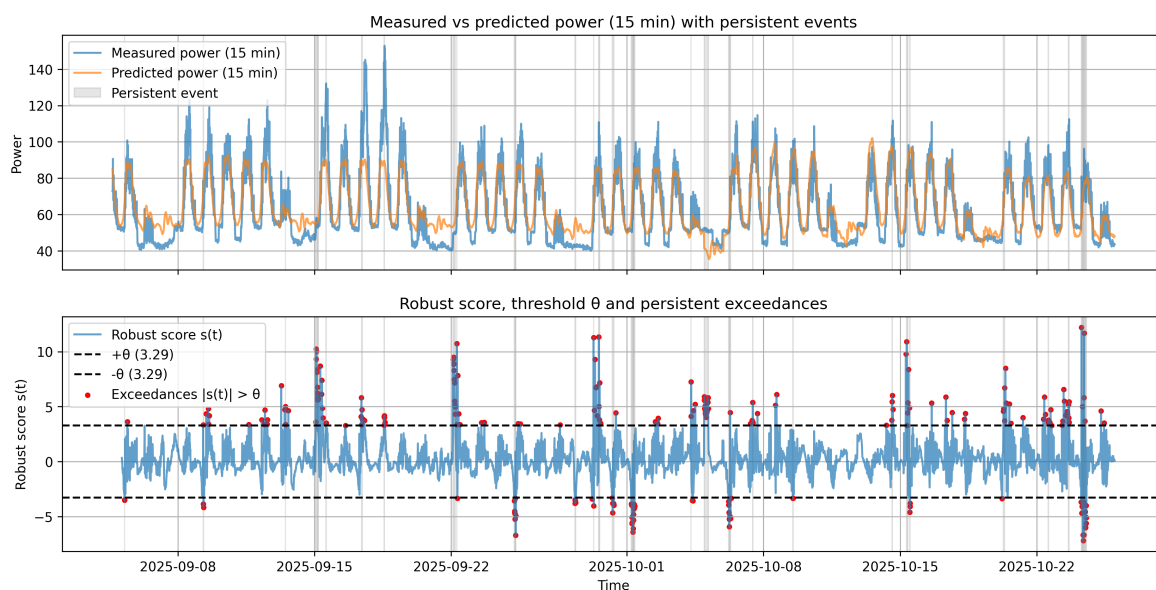 Measured vs predicted power (15 min) with persistent events
Measured power (15 min)
Predicted power (15 min)
Persistent event
Power
140
120
100
80
60
40
Robust score, threshold θ and persistent exceedances
Robust score s(t)
+θ (3.29)
-θ (3.29)
Exceedances |s(t)| > θ
Robust score s(t)
10
5
0
−5
2025-09-08
2025-09-15
2025-09-22
2025-10-01
2025-10-08
2025-10-15
2025-10-22
Time